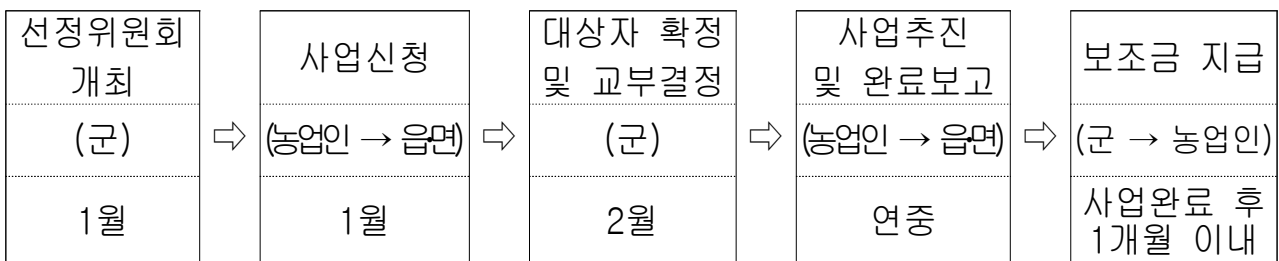 선정위원회
개최
(군)
1월
⇨
사업신청
(농업인 → 읍·면)
1월
⇨
대상자 확정
및 교부결정
(군)
2월
⇨
사업추진
및 완료보고
(농업인 → 읍·면)
연중
⇨
보조금 지급
(군 → 농업인)
사업완료 후
1개월 이내